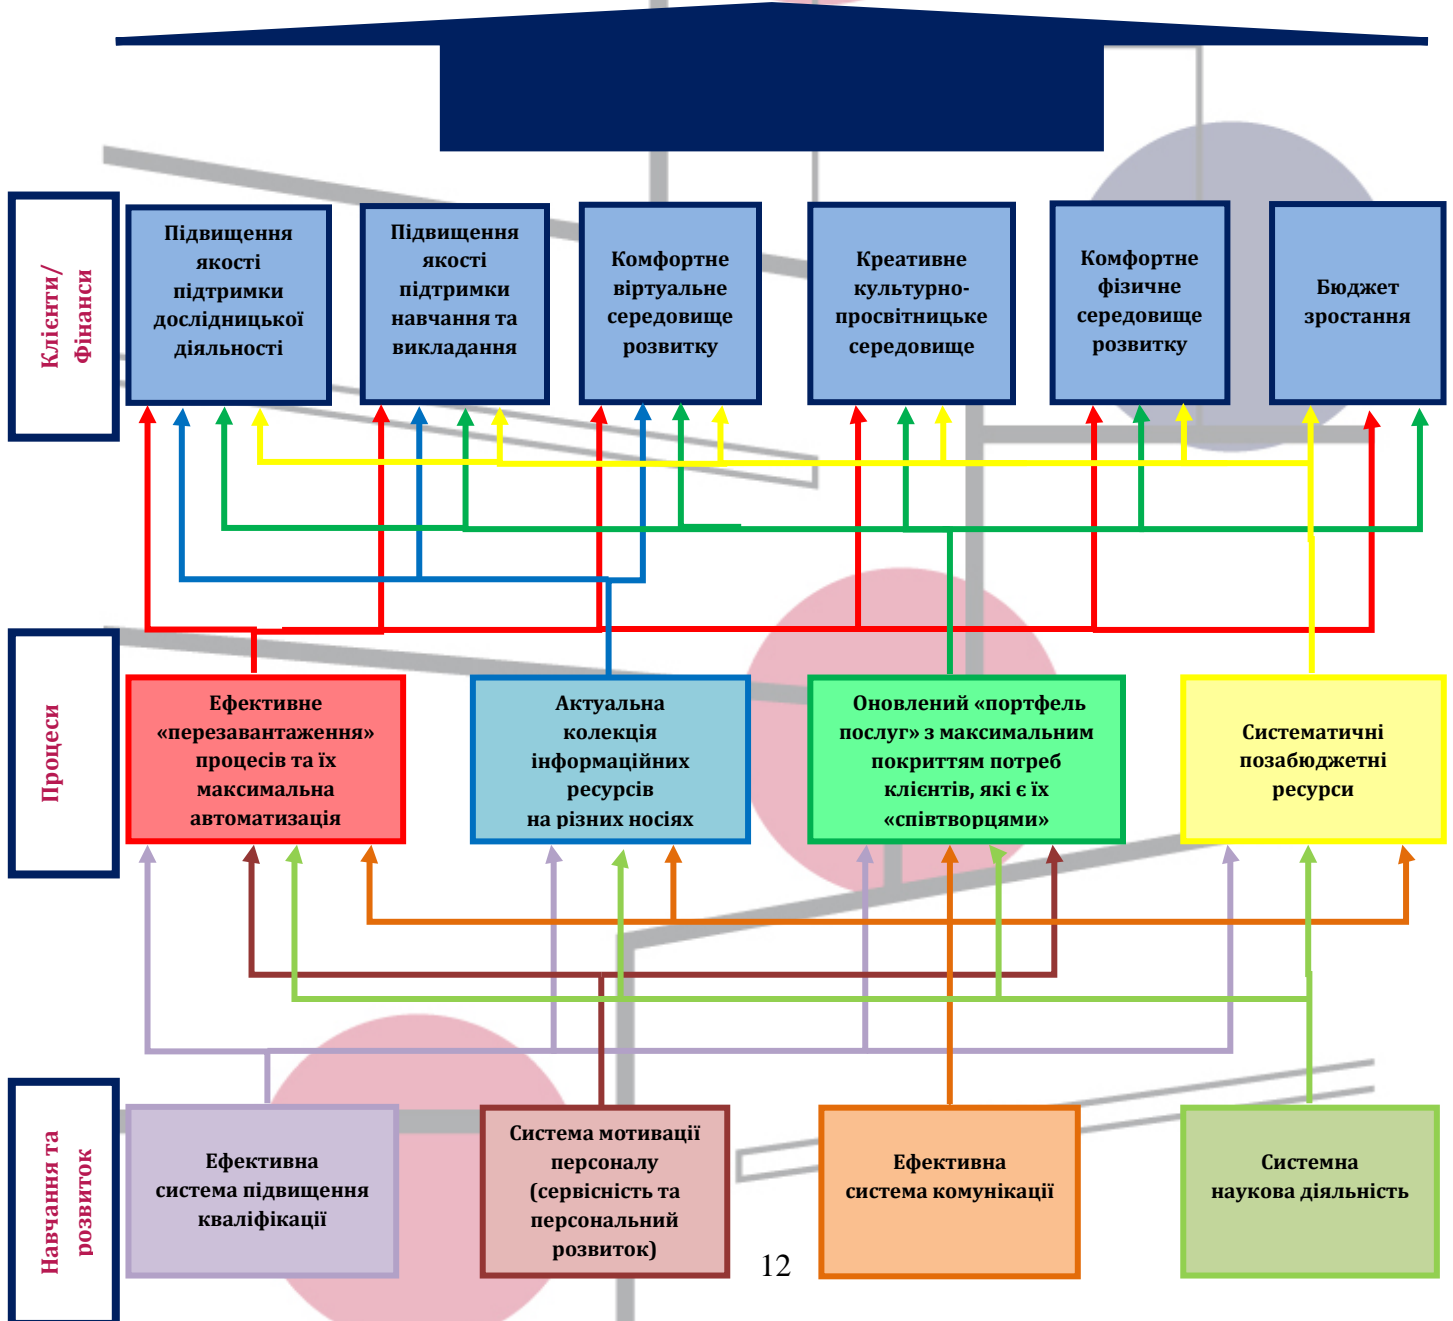 Клієнти/
Фінанси
Підвищення
якості
підтримки
дослідницької
діяльності
Підвищення
якості
підтримки
навчання та
викладання
Комфортне
віртуальне
середовище
розвитку
Креативне
культурно-
просвітницьке
середовище
Комфортне
фізичне
середовище
розвитку
Бюджет
зростання
Процеси
Ефективне
«перезавантаження»
процесів та їх
максимальна
автоматизація
Актуальна
колекція
інформаційних
ресурсів
на різних носіях
Оновлений «портфель
послуг» з максимальним
покриттям потреб
клієнтів, які є їх
«співтворцями»
Систематичні
позабюджетні
ресурси
Навчання та
розвиток
Ефективна
система підвищення
кваліфікації
Система мотивації
персоналу
(сервісність та
персональний
розвиток)
Ефективна
система комунікації
Системна
наукова діяльність
12